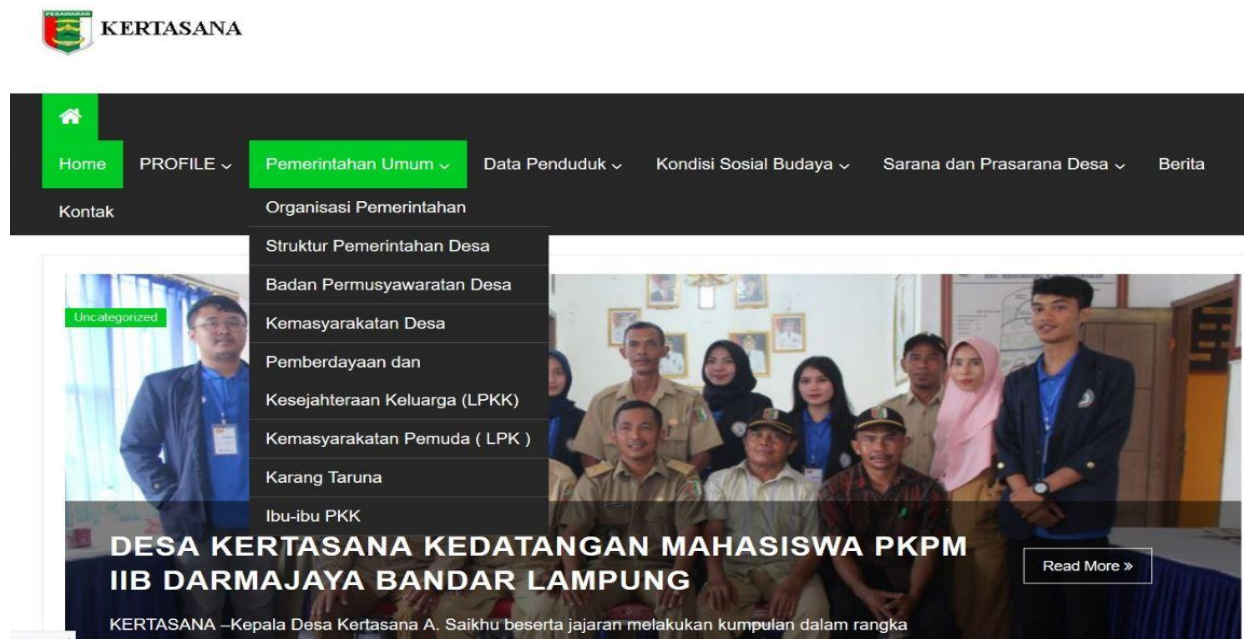 PESAWARAN
KERTASANA
Home PROFILE Pemerintahan Umum Data Penduduk Kondisi Sosial Budaya Sarana dan Prasarana Desa Berita
Kontak
Organisasi Pemerintahan
Struktur Pemerintahan Desa
Badan Permusyawaratan Desa
Kemasyarakatan Desa
Pemberdayaan dan
Kesejahteraan Keluarga (LPKK)
Kemasyarakatan Pemuda ( LPK )
Karang Taruna
Ibu-ibu PKK
Uncategorized
DESA KERTASANA KEDATANGAN MAHASISWA PKPM
IIB DARMAJAYA BANDAR LAMPUNG
Read More »
KERTASANA –Kepala Desa Kertasana A. Saikhu beserta jajaran melakukan kumpulan dalam rangka